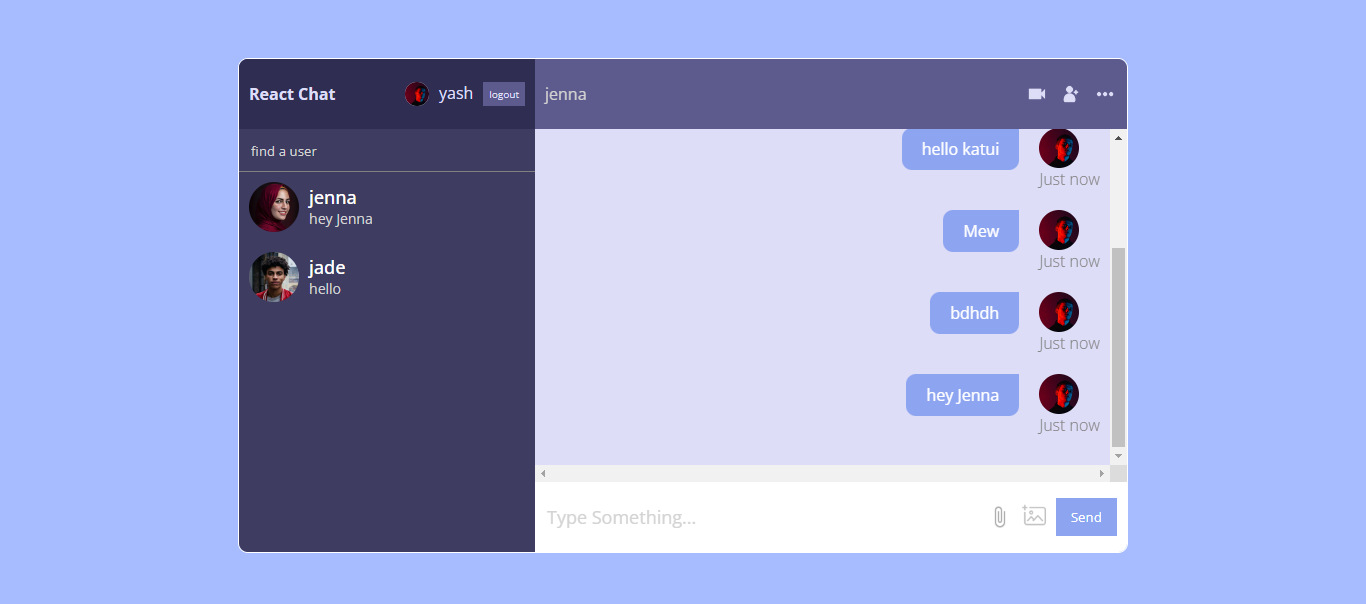 React Chat
yash
logout
find a user
jenna
hey Jenna
jade
hello
jenna
hello katui
Just now
Mew
Just now
bdhdh
Just now
hey Jenna
Just now
Type Something...
Send